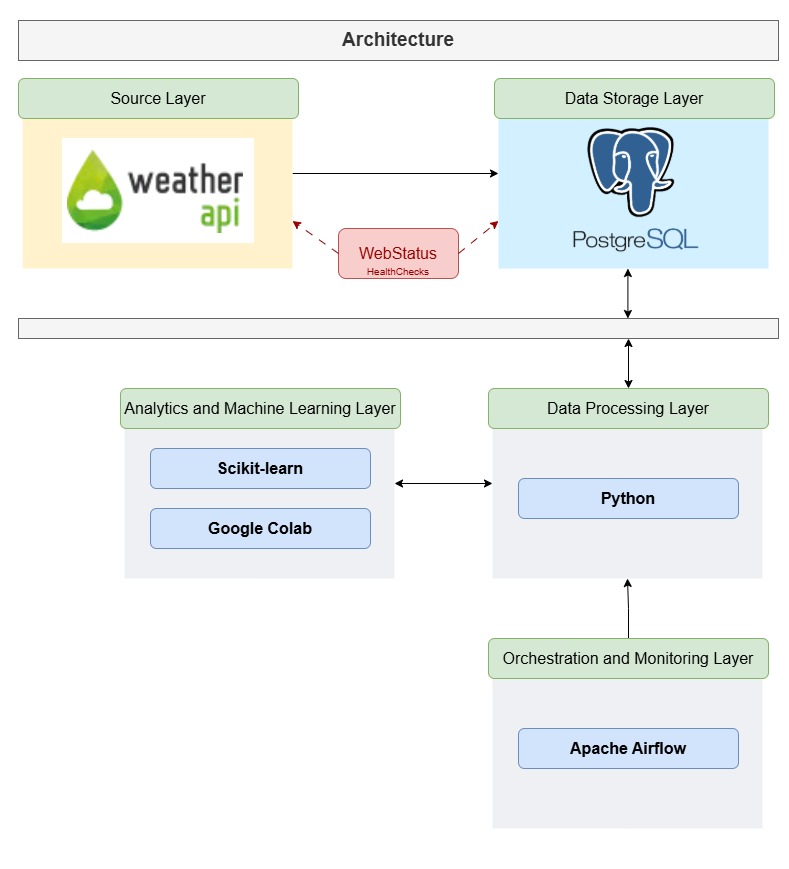 Architecture
Source Layer
Data Storage Layer
weather
api
PostgreSQL
WebStatus
HealthChecks
Analytics and Machine Learning Layer
Data Processing Layer
Scikit-learn
Google Colab
Python
Orchestration and Monitoring Layer
Apache Airflow